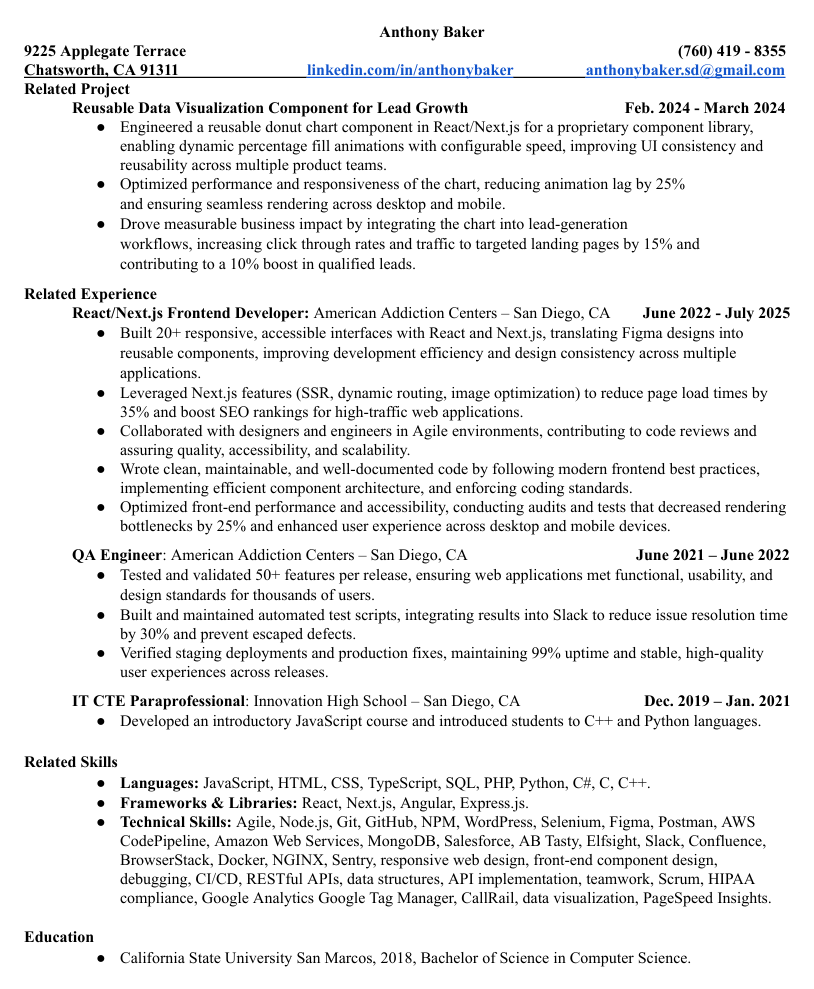 Anthony Baker
9225 Applegate Terrace (760) 419 - 8355
Chatsworth, CA 91311 linkedin.com/in/anthonybaker anthonybaker.sd@gmail.com
Related Project
Reusable Data Visualization Component for Lead Growth Feb. 2024 - March 2024
● Engineered a reusable donut chart component in React/Next.js for a proprietary component library,
enabling dynamic percentage fill animations with configurable speed, improving UI consistency and
reusability across multiple product teams.
● Optimized performance and responsiveness of the chart, reducing animation lag by 25%
and ensuring seamless rendering across desktop and mobile.
● Drove measurable business impact by integrating the chart into lead-generation
workflows, increasing click through rates and traffic to targeted landing pages by 15% and
contributing to a 10% boost in qualified leads.
Related Experience
React/Next.js Frontend Developer: American Addiction Centers – San Diego, CA June 2022 - July 2025
● Built 20+ responsive, accessible interfaces with React and Next.js, translating Figma designs into
reusable components, improving development efficiency and design consistency across multiple
applications.
● Leveraged Next.js features (SSR, dynamic routing, image optimization) to reduce page load times by
35% and boost SEO rankings for high-traffic web applications.
● Collaborated with designers and engineers in Agile environments, contributing to code reviews and
assuring quality, accessibility, and scalability.
● Wrote clean, maintainable, and well-documented code by following modern frontend best practices,
implementing efficient component architecture, and enforcing coding standards.
● Optimized front-end performance and accessibility, conducting audits and tests that decreased rendering
bottlenecks by 25% and enhanced user experience across desktop and mobile devices.
QA Engineer: American Addiction Centers – San Diego, CA June 2021 – June 2022
● Tested and validated 50+ features per release, ensuring web applications met functional, usability, and
design standards for thousands of users.
● Built and maintained automated test scripts, integrating results into Slack to reduce issue resolution time
by 30% and prevent escaped defects.
● Verified staging deployments and production fixes, maintaining 99% uptime and stable, high-quality
user experiences across releases.
IT CTE Paraprofessional: Innovation High School – San Diego, CA Dec. 2019 – Jan. 2021
● Developed an introductory JavaScript course and introduced students to C++ and Python languages.
Related Skills
● Languages: JavaScript, HTML, CSS, TypeScript, SQL, PHP, Python, C#, C, C++.
● Frameworks & Libraries: React, Next.js, Angular, Express.js.
● Technical Skills: Agile, Node.js, Git, GitHub, NPM, WordPress, Selenium, Figma, Postman, AWS
CodePipeline, Amazon Web Services, MongoDB, Salesforce, AB Tasty, Elfsight, Slack, Confluence,
BrowserStack, Docker, NGINX, Sentry, responsive web design, front-end component design,
debugging, CI/CD, RESTful APIs, data structures, API implementation, teamwork, Scrum, HIPAA
compliance, Google Analytics Google Tag Manager, CallRail, data visualization, PageSpeed Insights.
Education
● California State University San Marcos, 2018, Bachelor of Science in Computer Science.